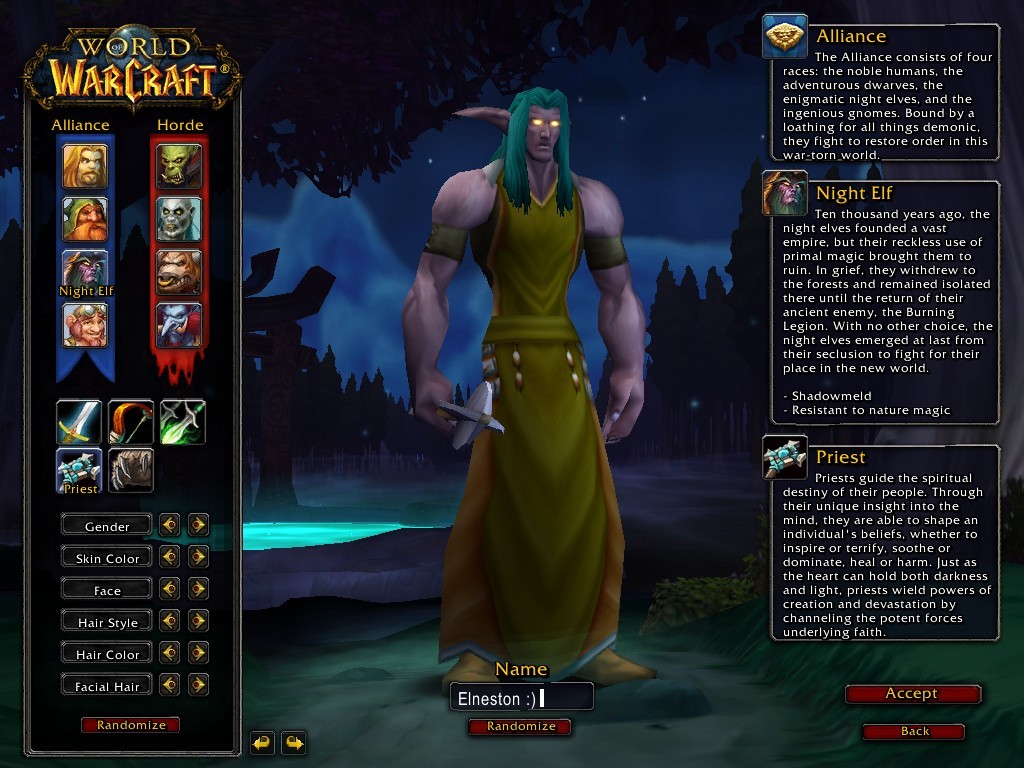 WORLD
OF
WARCRAFT®
Alliance
Horde
Night Elf
Priest
Gender
Skin Color
Face
Hair Style
Hair Color
Facial Hair
Randomize
Name
Elneston :)
Randomize
Alliance
The Alliance consists of four
races: the noble humans, the
adventurous dwarves, the
enigmatic night elves, and the
ingenious gnomes. Bound by a
loathing for all things demonic,
they fight to restore order in this
war-torn world.
Night Elf
Ten thousand years ago, the
night elves founded a vast
empire, but their reckless use of
primal magic brought them to
ruin. In grief, they withdrew to
the forests and remained isolated
there until the return of their
ancient enemy, the Burning
Legion. With no other choice, the
night elves emerged at last from
their seclusion to fight for their
place in the new world.
- Shadowmeld
- Resistant to nature magic
Priest
Priests guide the spiritual
destiny of their people. Through
their unique insight into the
mind, they are able to shape an
individual's beliefs, whether to
inspire or terrify, soothe or
dominate, heal or harm. Just as
the heart can hold both darkness
and light, priests wield powers of
creation and devastation by
channeling the potent forces
underlying faith.
Accept
Back